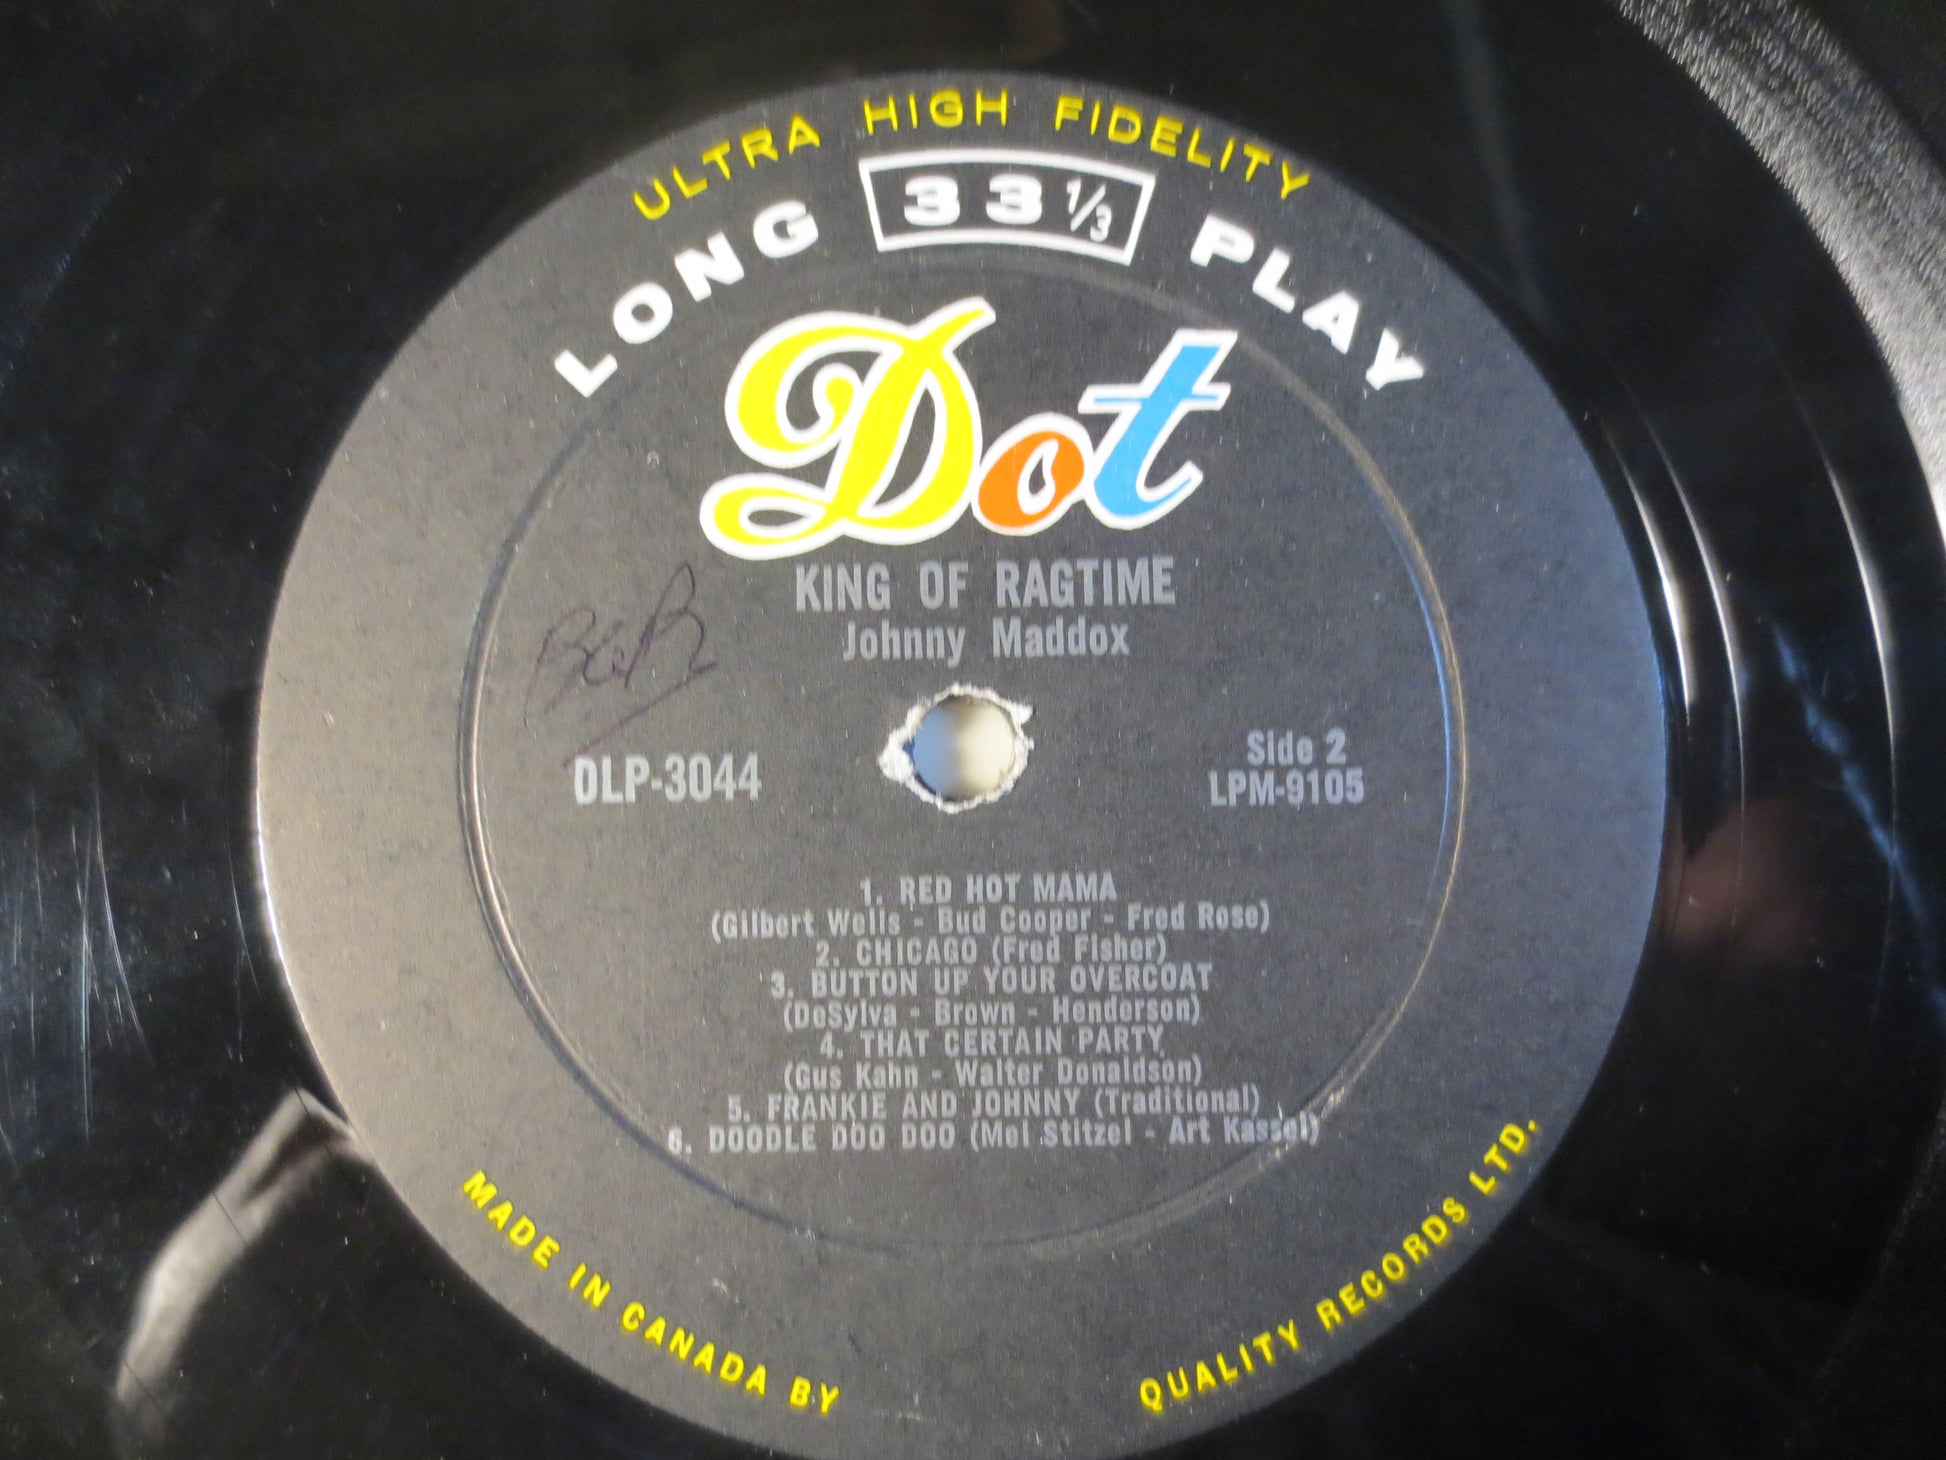 ULTRA HIGH FIDELITY
LONG 33 1/3 PLAY
Dot
KING OF RAGTIME
Johnny Maddox
DLP-3044
Side 2
LPM-9105
1. RED HOT MAMA
(Gilbert Wells - Bud Cooper - Fred Rose)
2. CHICAGO (Fred Fisher)
3. BUTTON UP YOUR OVERCOAT
(DeSylva - Brown - Henderson)
4. THAT CERTAIN PARTY
(Gus Kahn - Walter Donaldson)
5. FRANKIE AND JOHNNY (Traditional)
6. DOODLE DOO DOO (Mel Stitzel - Art Kassel)
MADE IN CANADA BY
QUALITY RECORDS LTD.